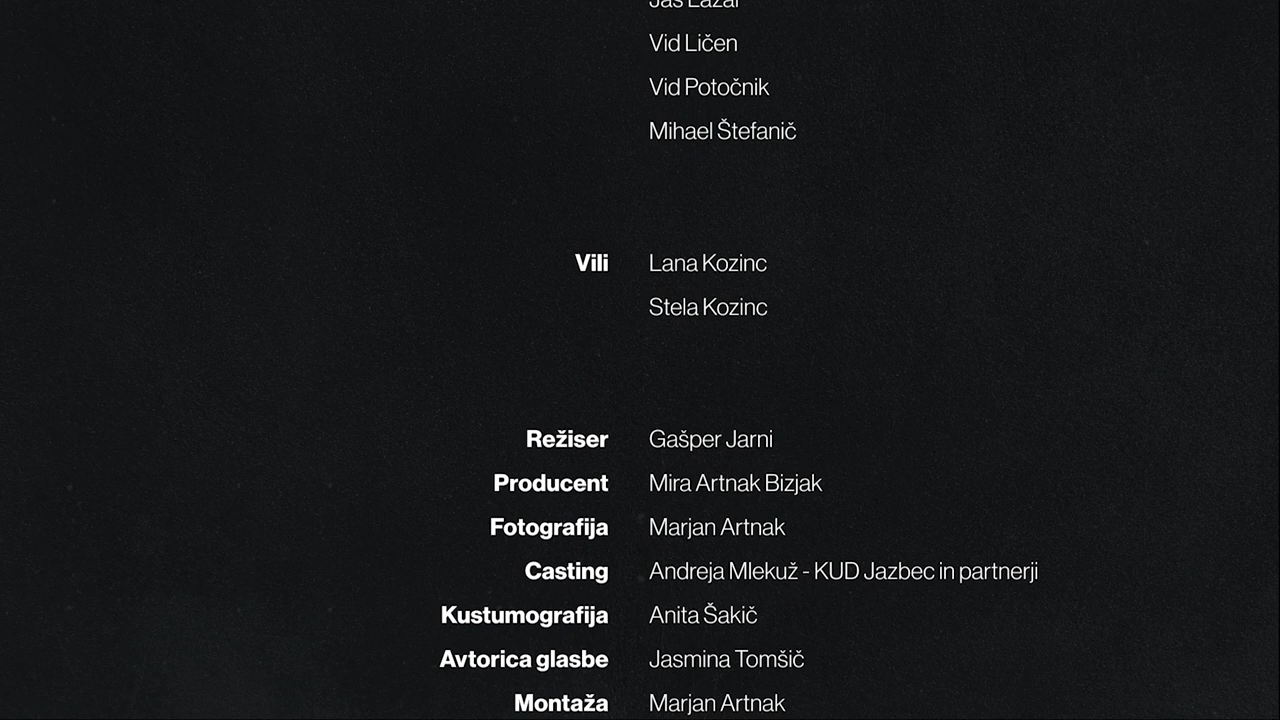 Jaš Lazar
Vid Ličen
Vid Potočnik
Mihael Štefanič
Vili Lana Kozinc
Stela Kozinc
Režiser Gašper Jarni
Producent Mira Artnak Bizjak
Fotografija Marjan Artnak
Casting Andreja Mlekuž - KUD Jazbec in partnerji
Kustumografija Anita Šakič
Avtorica glasbe Jasmina Tomšič
Montaža Marjan Artnak